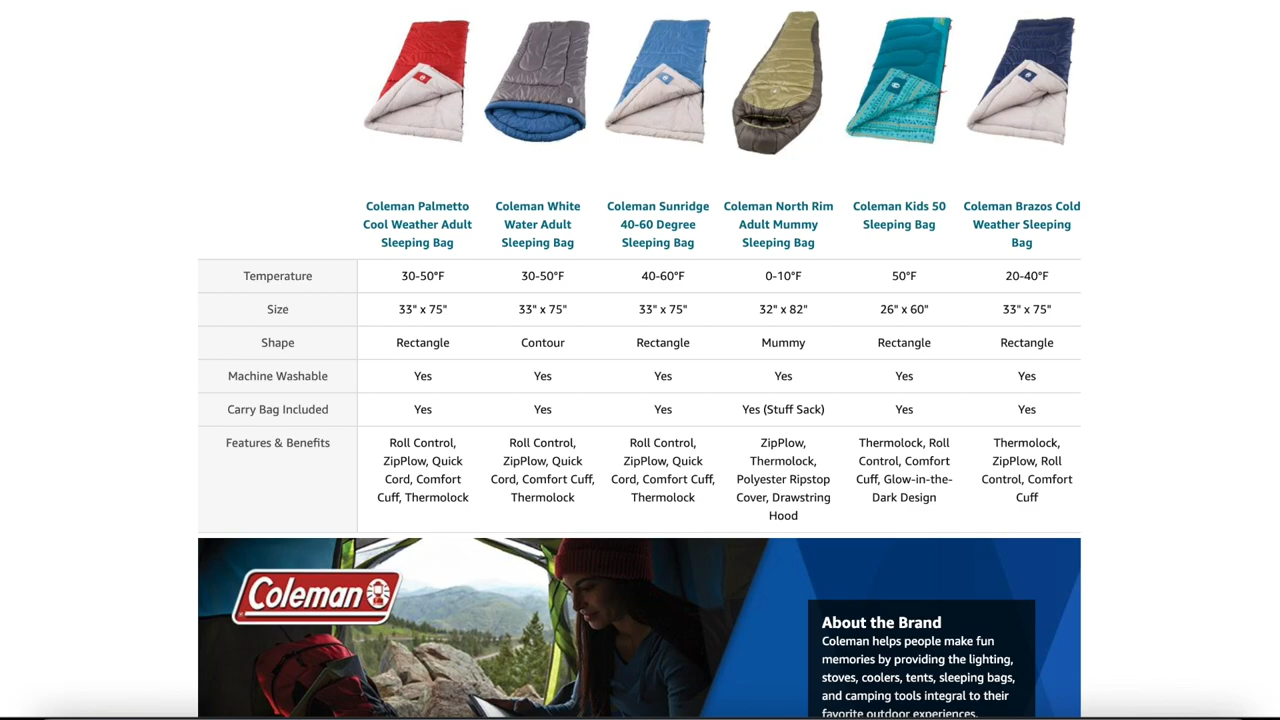 Coleman Palmetto
Cool Weather Adult
Sleeping Bag
Coleman White
Water Adult
Sleeping Bag
Coleman Sunridge
40-60 Degree
Sleeping Bag
Coleman North Rim
Adult Mummy
Sleeping Bag
Coleman Kids 50
Sleeping Bag
Coleman Brazos Cold
Weather Sleeping
Bag
Temperature 30-50°F 30-50°F 40-60°F 0-10°F 50°F 20-40°F
Size 33" x 75" 33" x 75" 33" x 75" 32" x 82" 26" x 60" 33" x 75"
Shape Rectangle Contour Rectangle Mummy Rectangle Rectangle
Machine Washable Yes Yes Yes Yes Yes Yes
Carry Bag Included Yes Yes Yes Yes (Stuff Sack) Yes Yes
Features & Benefits
Roll Control,
ZipPlow, Quick
Cord, Comfort
Cuff, Thermolock
Roll Control,
ZipPlow, Quick
Cord, Comfort Cuff,
Thermolock
Roll Control,
ZipPlow, Quick
Cord, Comfort Cuff,
Thermolock
ZipPlow,
Thermolock,
Polyester Ripstop
Cover, Drawstring
Hood
Thermolock, Roll
Control, Comfort
Cuff, Glow-in-the-
Dark Design
Thermolock,
ZipPlow, Roll
Control, Comfort
Cuff
Coleman
About the Brand
Coleman helps people make fun
memories by providing the lighting,
stoves, coolers, tents, sleeping bags,
and camping tools integral to their
favorite outdoor experiences.